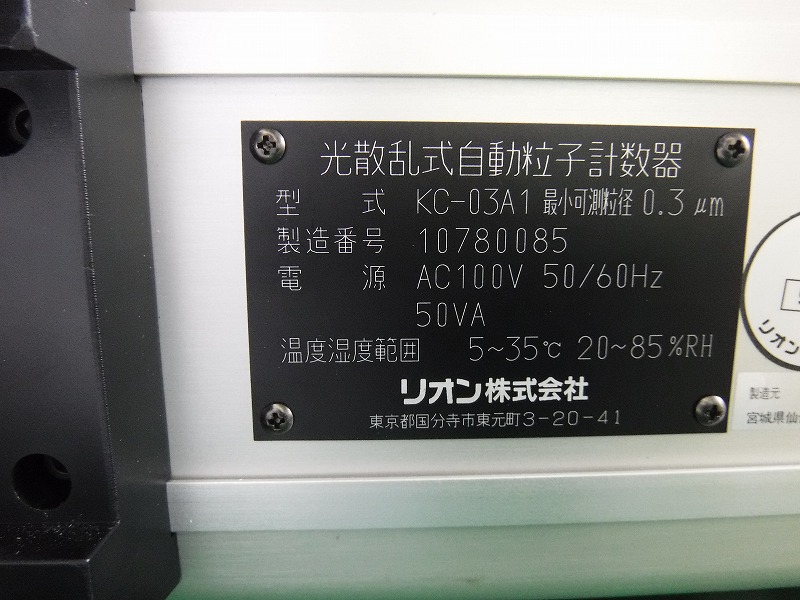 光散乱式自動粒子計数器
型式 KC-03A1 最小可測粒径 0.3 μm
製造番号 10780085
電源 AC100V 50/60Hz
50VA
温度湿度範囲 5~35℃ 20~85%RH
リオン株式会社
東京都国分寺市東元町3-20-41
リオン
製造元
宮城県仙